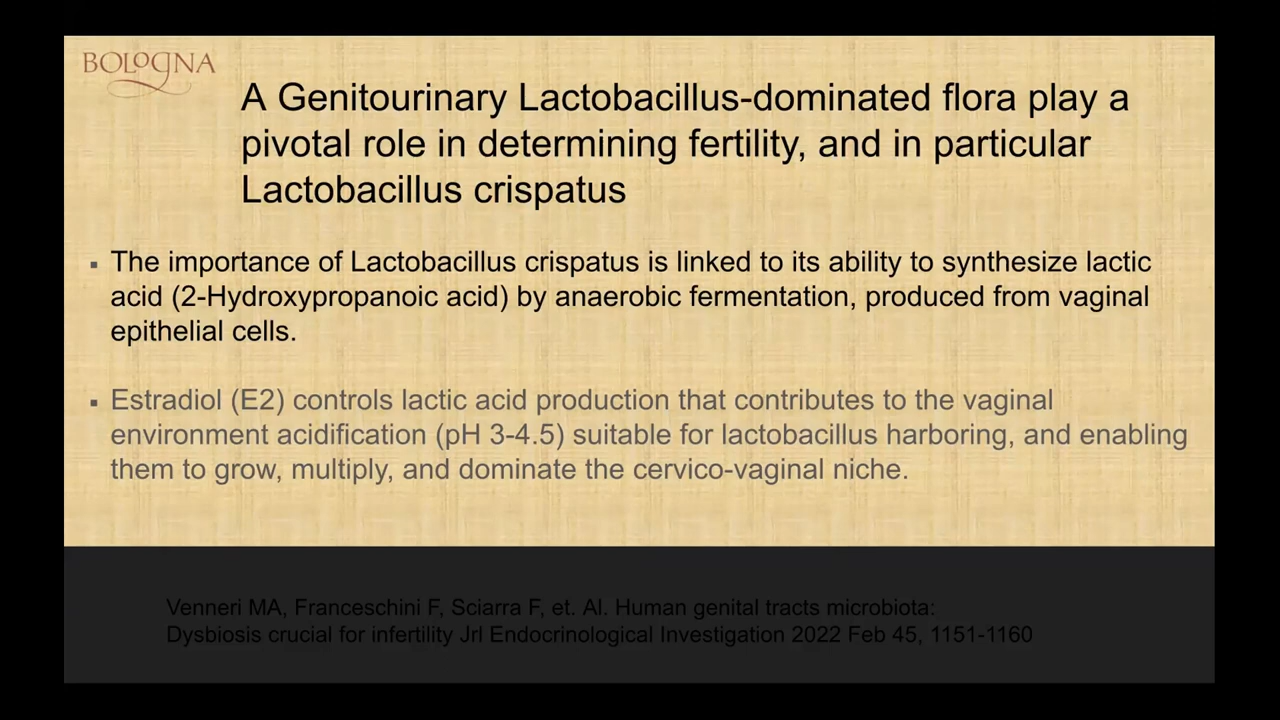 BOLOGNA
A Genitourinary Lactobacillus-dominated flora play a
pivotal role in determining fertility, and in particular
Lactobacillus crispatus
▪ The importance of Lactobacillus crispatus is linked to its ability to synthesize lactic
acid (2-Hydroxypropanoic acid) by anaerobic fermentation, produced from vaginal
epithelial cells.
▪ Estradiol (E2) controls lactic acid production that contributes to the vaginal
environment acidification (pH 3-4.5) suitable for lactobacillus harboring, and enabling
them to grow, multiply, and dominate the cervico-vaginal niche.
Venneri MA, Franceschini F, Sciarra F, et. Al. Human genital tracts microbiota:
Dysbiosis crucial for infertility Jrl Endocrinological Investigation 2022 Feb 45, 1151-1160